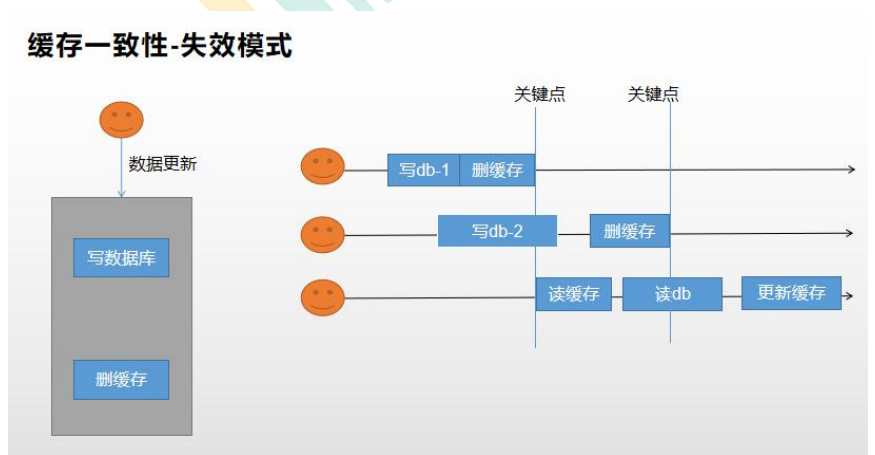 缓存一致性-失效模式
关键点 关键点
数据更新
写db-1 删缓存
写db-2 删缓存
写数据库
读缓存 读db 更新缓存
删缓存